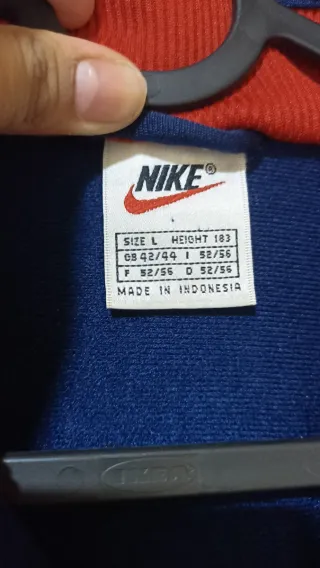 NIKE®
SIZE L HEIGHT 183
GB 42/44 I 52/56
F 52/56 D 52/56
MADE IN INDONESIA